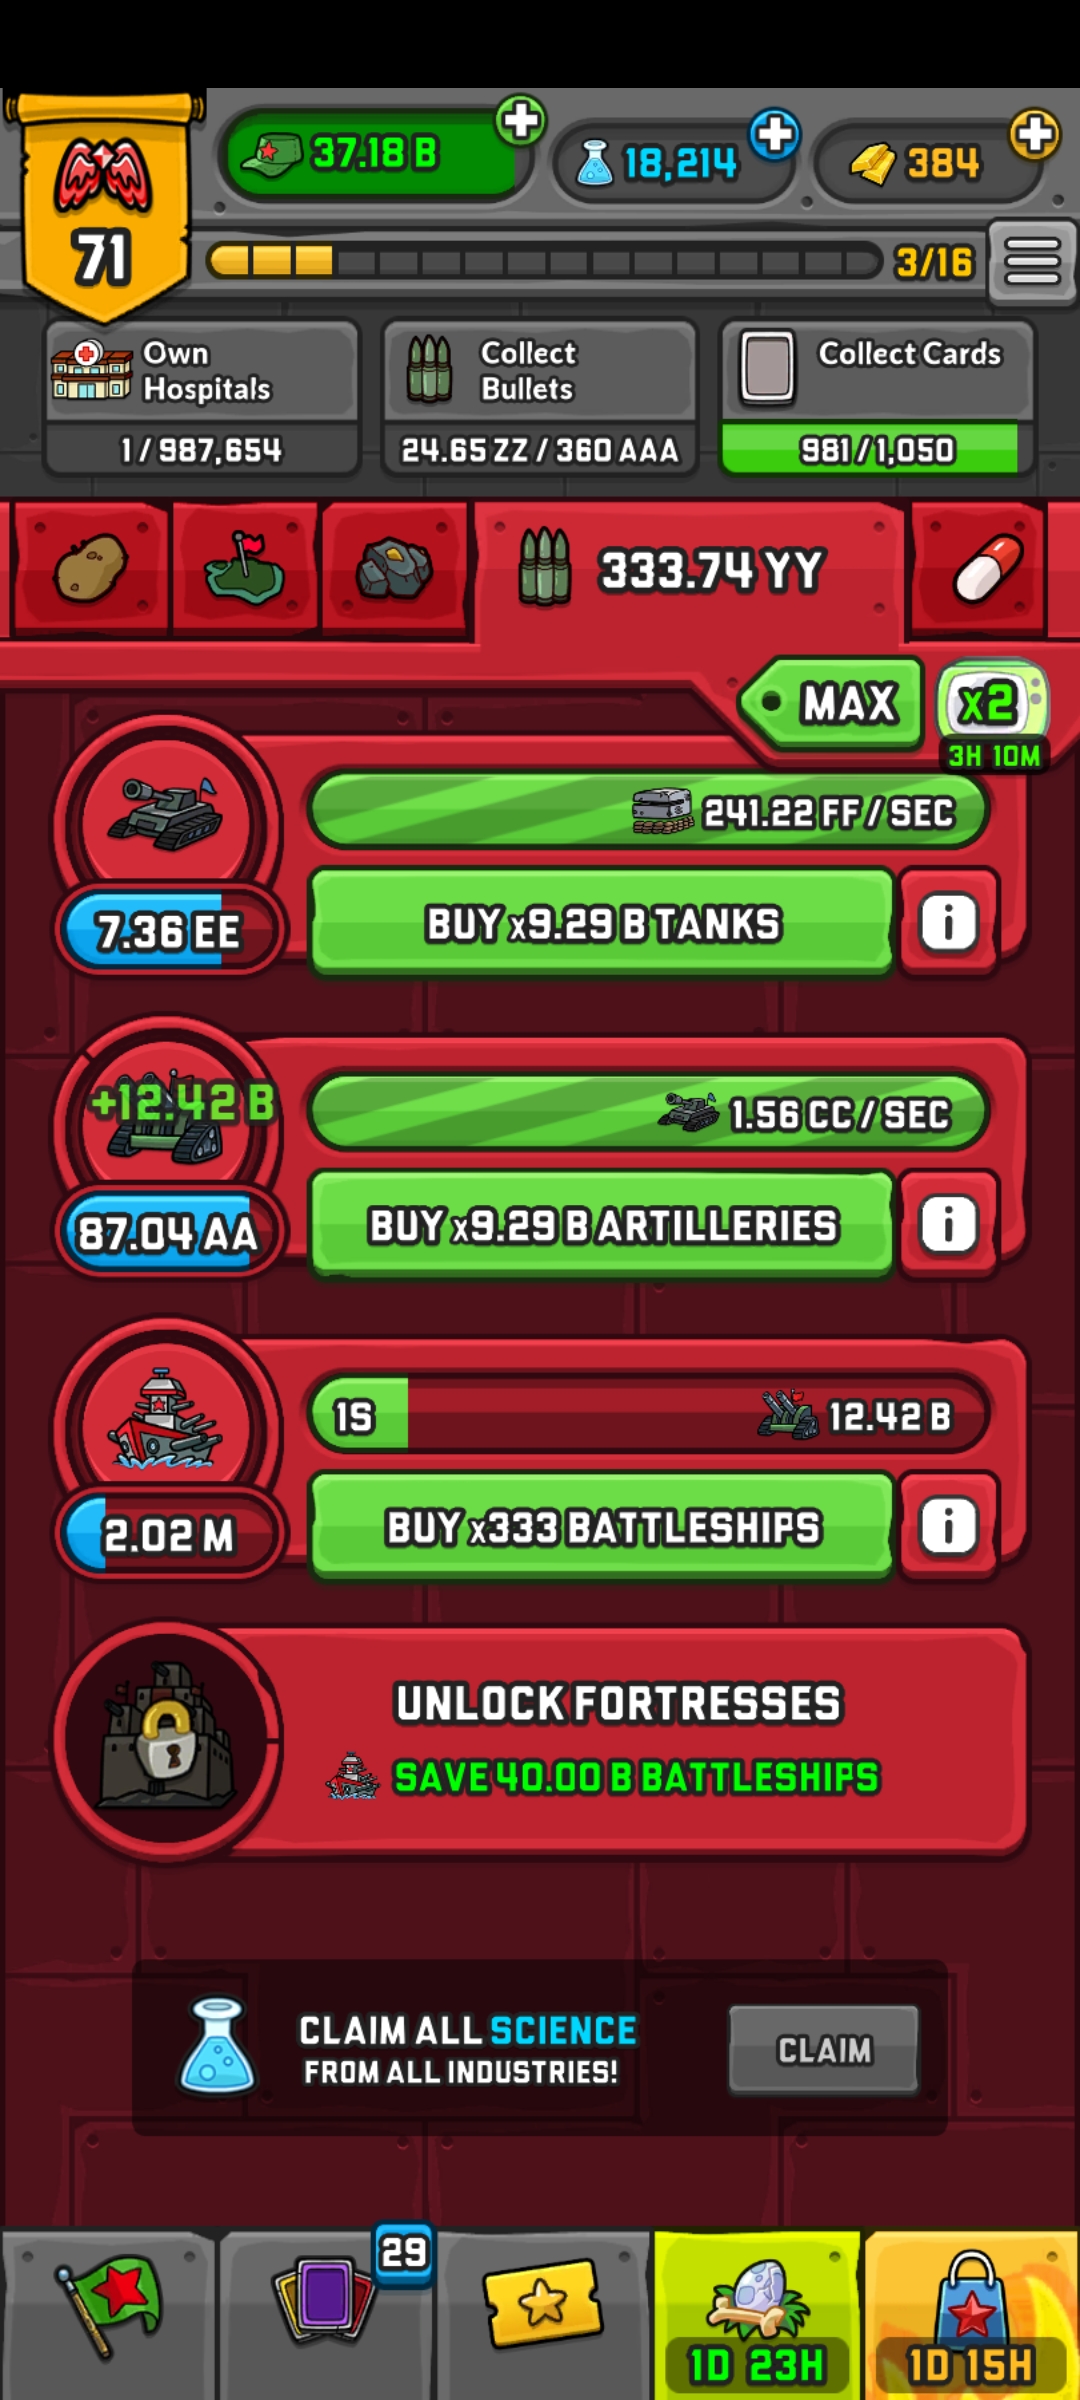 71
37.18 B
18,214
384
3/16
Own
Hospitals
1 / 987,654
Collect
Bullets
24.65 ZZ / 360 AAA
Collect Cards
981 / 1,050
333.74 YY
MAX
x2
3H 10M
241.22 FF / SEC
7.36 EE
BUY x9.29 B TANKS
i
+12.42 B
1.56 CC / SEC
87.04 AA
BUY x9.29 B ARTILLERIES
i
1S
12.42 B
2.02 M
BUY x333 BATTLESHIPS
i
UNLOCK FORTRESSES
SAVE 40.00 B BATTLESHIPS
CLAIM ALL SCIENCE
FROM ALL INDUSTRIES!
CLAIM
29
1D 23H
1D 15H